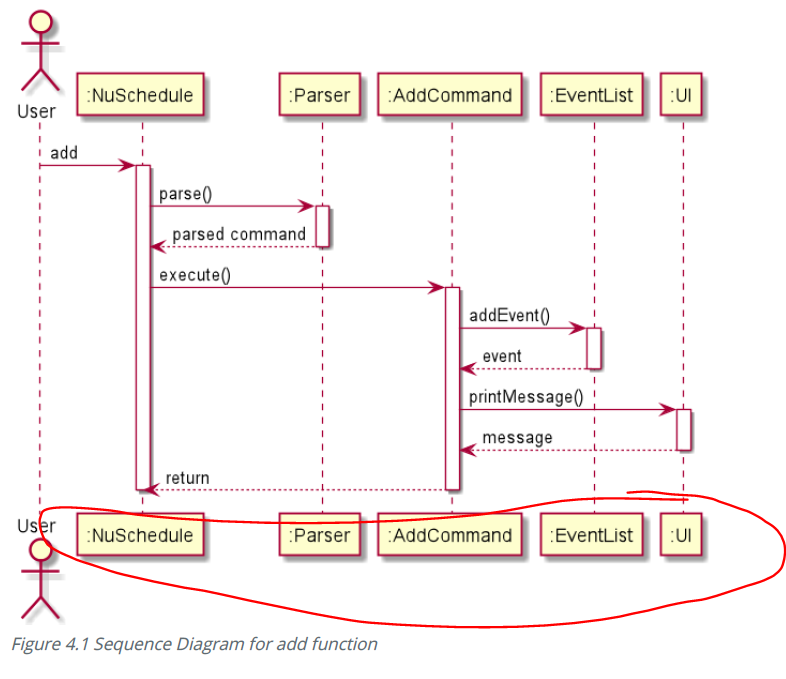 User
:NuSchedule
:Parser
:AddCommand
:EventList
:UI
add
parse()
parsed command
execute()
addEvent()
event
printMessage()
message
return
User
:NuSchedule
:Parser
:AddCommand
:EventList
:UI
Figure 4.1 Sequence Diagram for add function